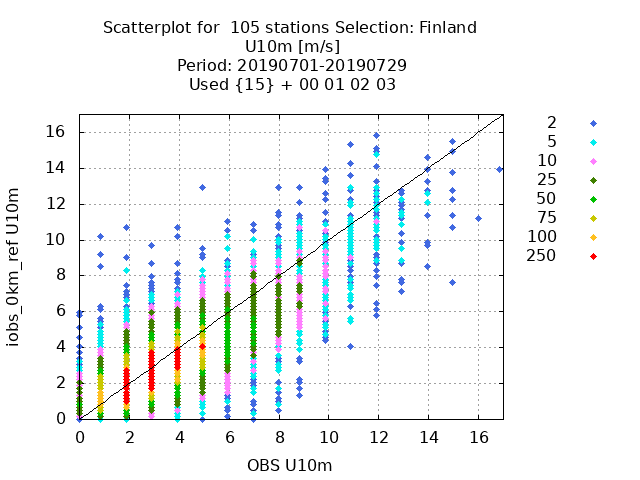 Scatterplot for  105 stations Selection: Finland
U10m [m/s]
Period: 20190701-20190729
Used {15} + 00 01 02 03
iobs_0km_ref U10m
16
14
12
10
8
6
4
2
0
0 2 4 6 8 10 12 14 16
OBS U10m
2
5
10
25
50
75
100
250